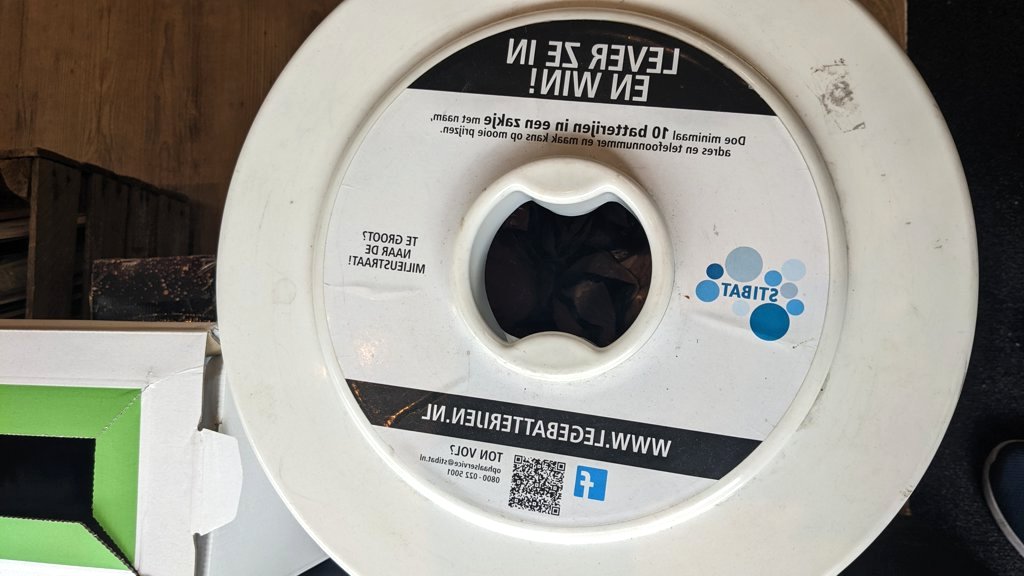 LEVER ZE IN
EN WIN!
Doe minimaal 10 batterijen in een zakje met naam,
adres en telefoonnummer en maak kans op mooie prijzen.
TE GROOT?
NAAR DE
MILIEUSTRAAT!
STIBAT
WWW.LEGEBATTERIJEN.NL
TON VOL?
ophaalservice@stibat.nl
0800 - 022 5001
f